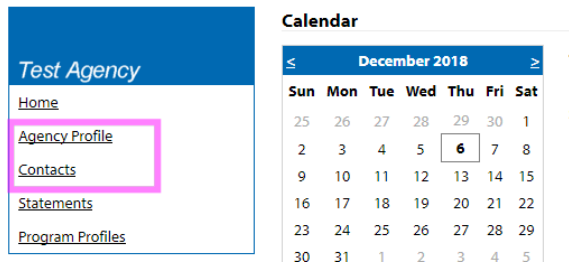 Test Agency
Home
Agency Profile
Contacts
Statements
Program Profiles
Calendar
< December 2018 >
Sun Mon Tue Wed Thu Fri Sat
25 26 27 28 29 30 1
2 3 4 5 6 7 8
9 10 11 12 13 14 15
16 17 18 19 20 21 22
23 24 25 26 27 28 29
30 31 1 2 3 4 5